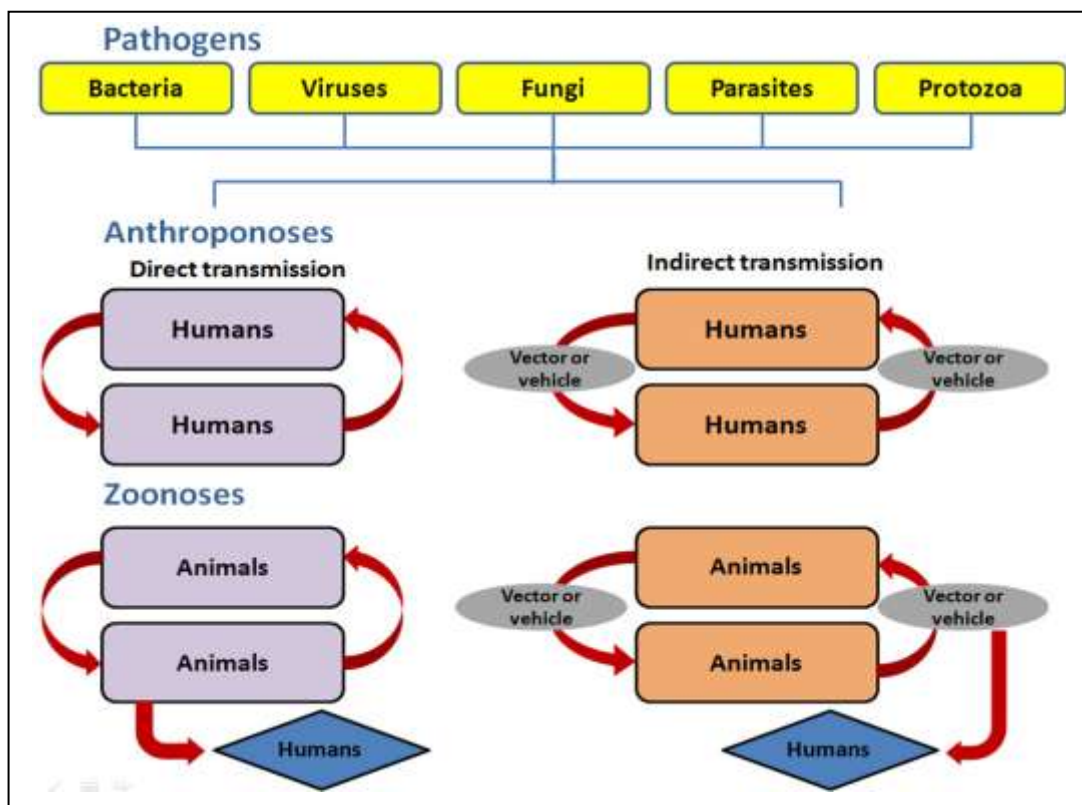 Pathogens
Bacteria Viruses Fungi Parasites Protozoa
Anthroponoses
Direct transmission
Indirect transmission
Humans
Humans
Humans
Vector or
vehicle
Vector or
vehicle
Humans
Zoonoses
Animals
Animals
Humans
Animals
Vector or
vehicle
Vector or
vehicle
Animals
Humans